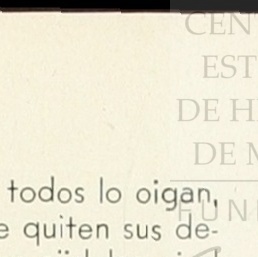 CEN
EST
DE H
DE M
FUN
todos lo oigan,
e quiten sus de-